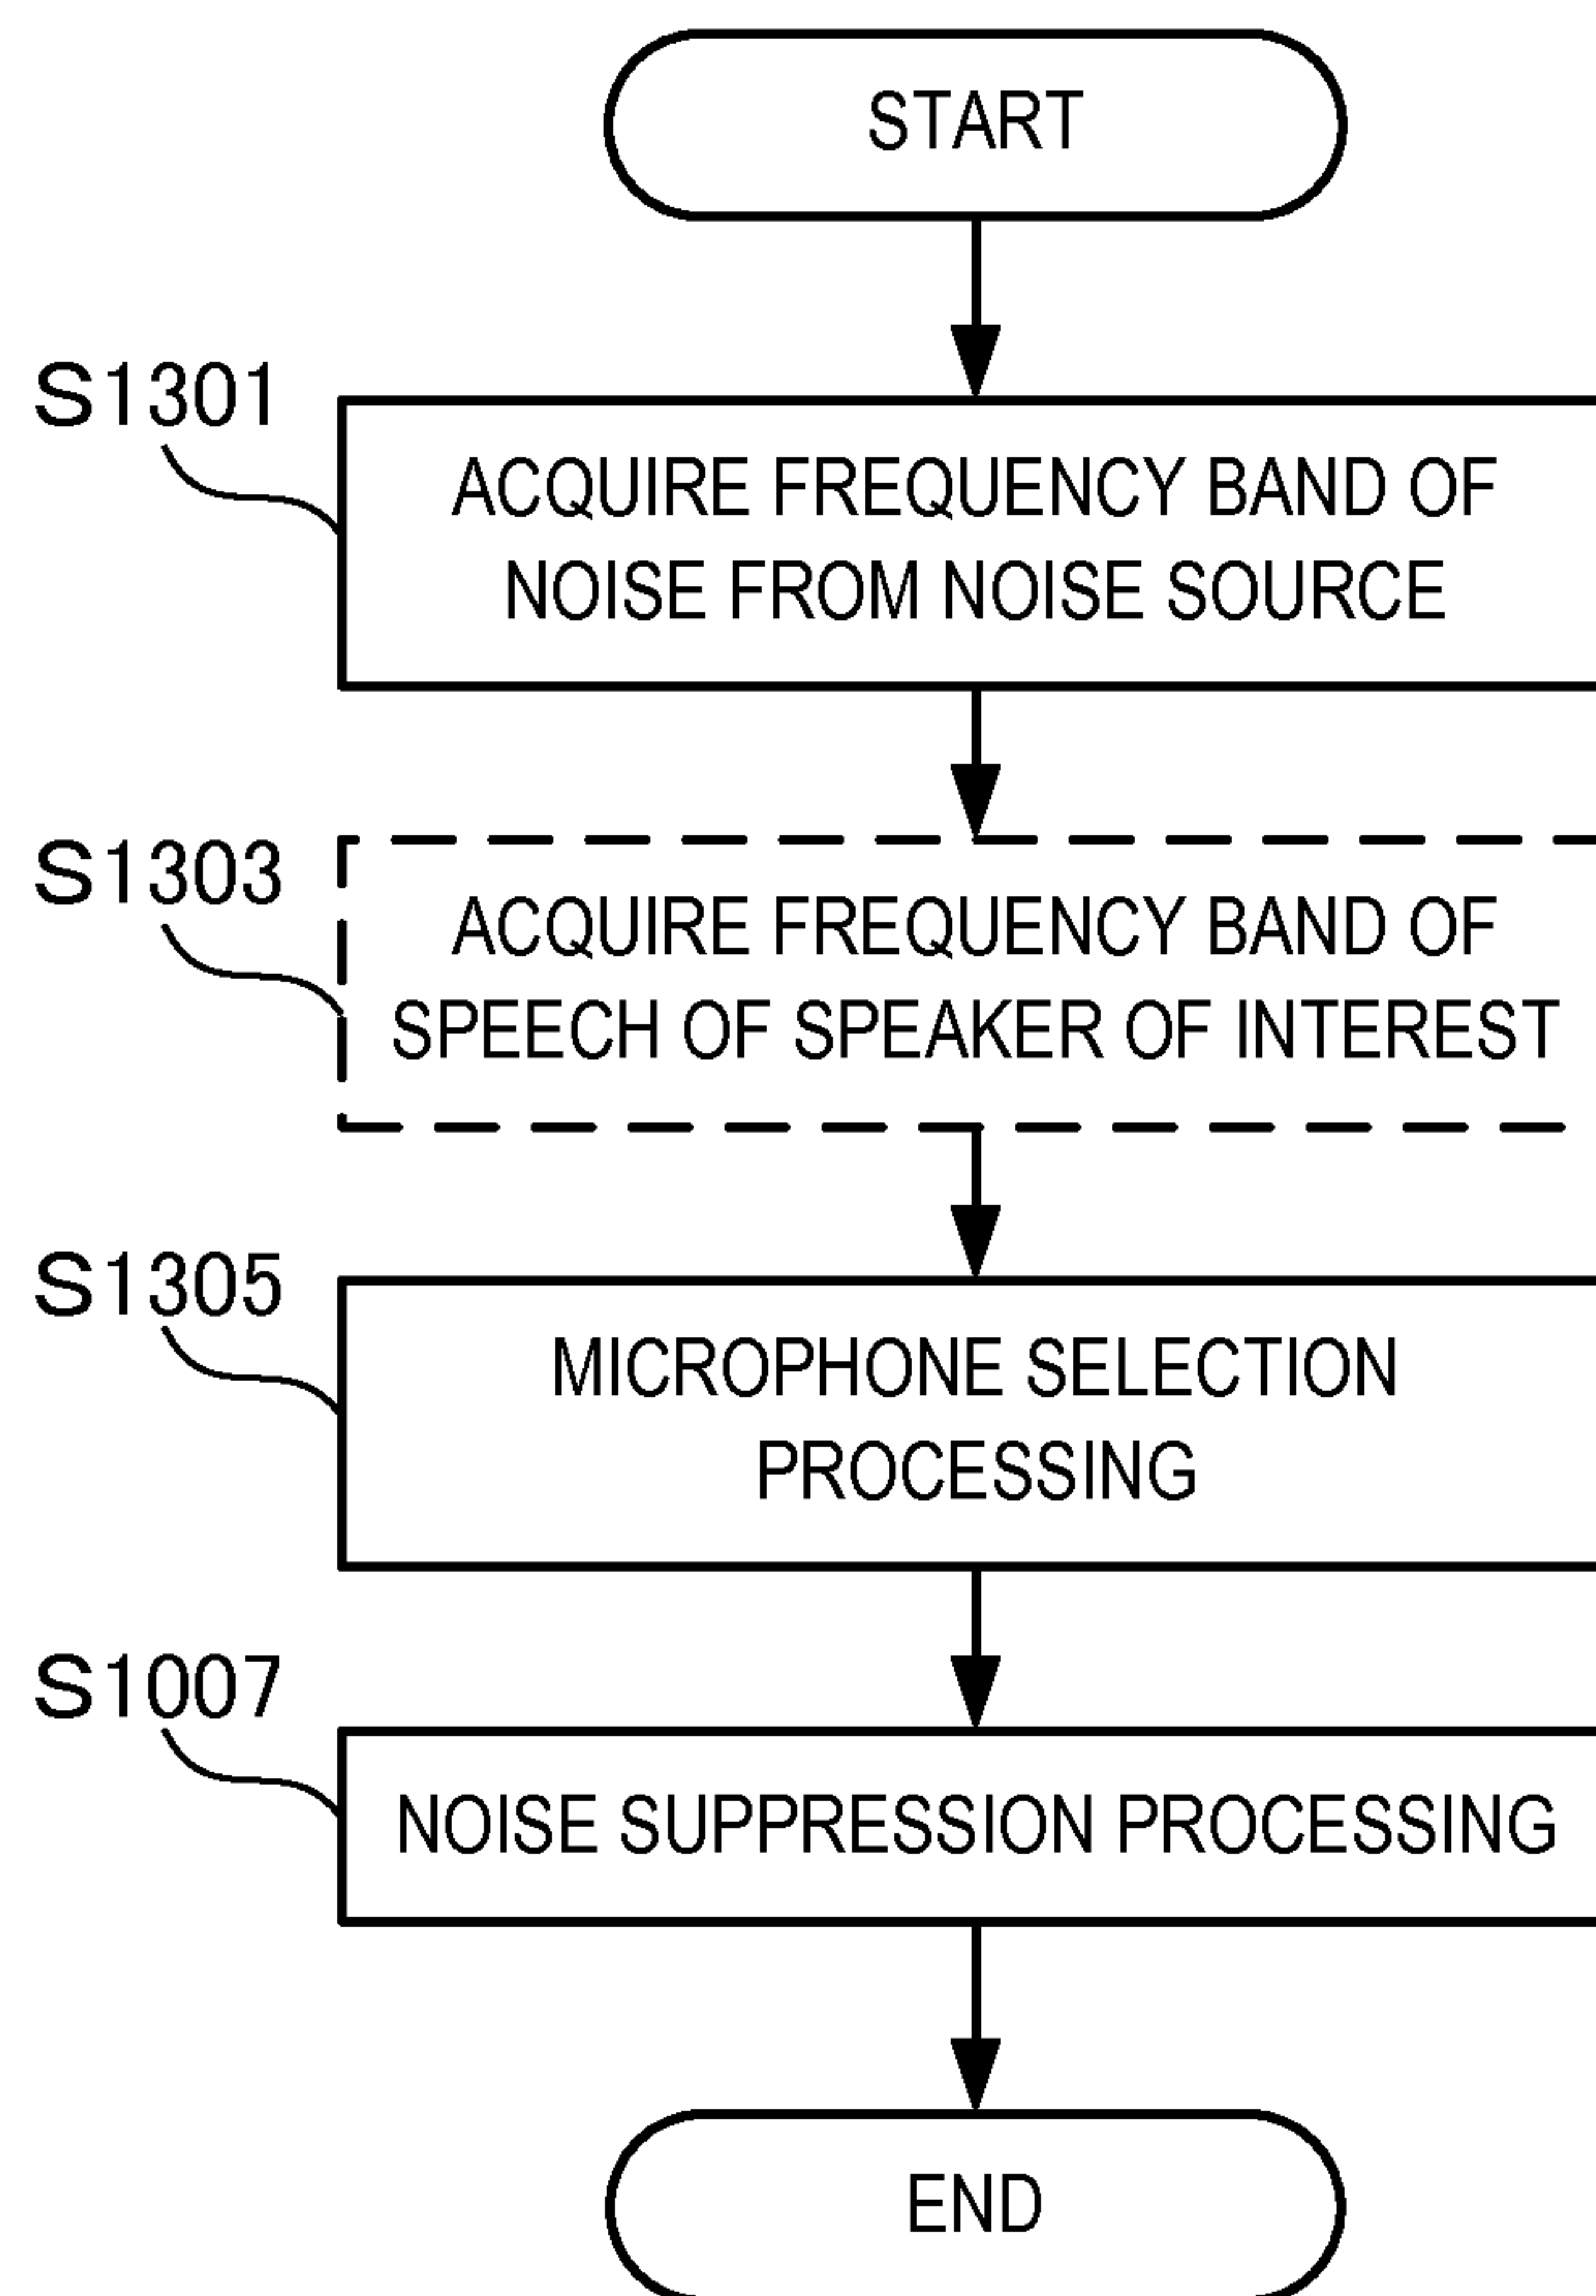 START
S1301
ACQUIRE FREQUENCY BAND OF
NOISE FROM NOISE SOURCE
S1303
ACQUIRE FREQUENCY BAND OF
SPEECH OF SPEAKER OF INTEREST
S1305
MICROPHONE SELECTION
PROCESSING
S1007
NOISE SUPPRESSION PROCESSING
END